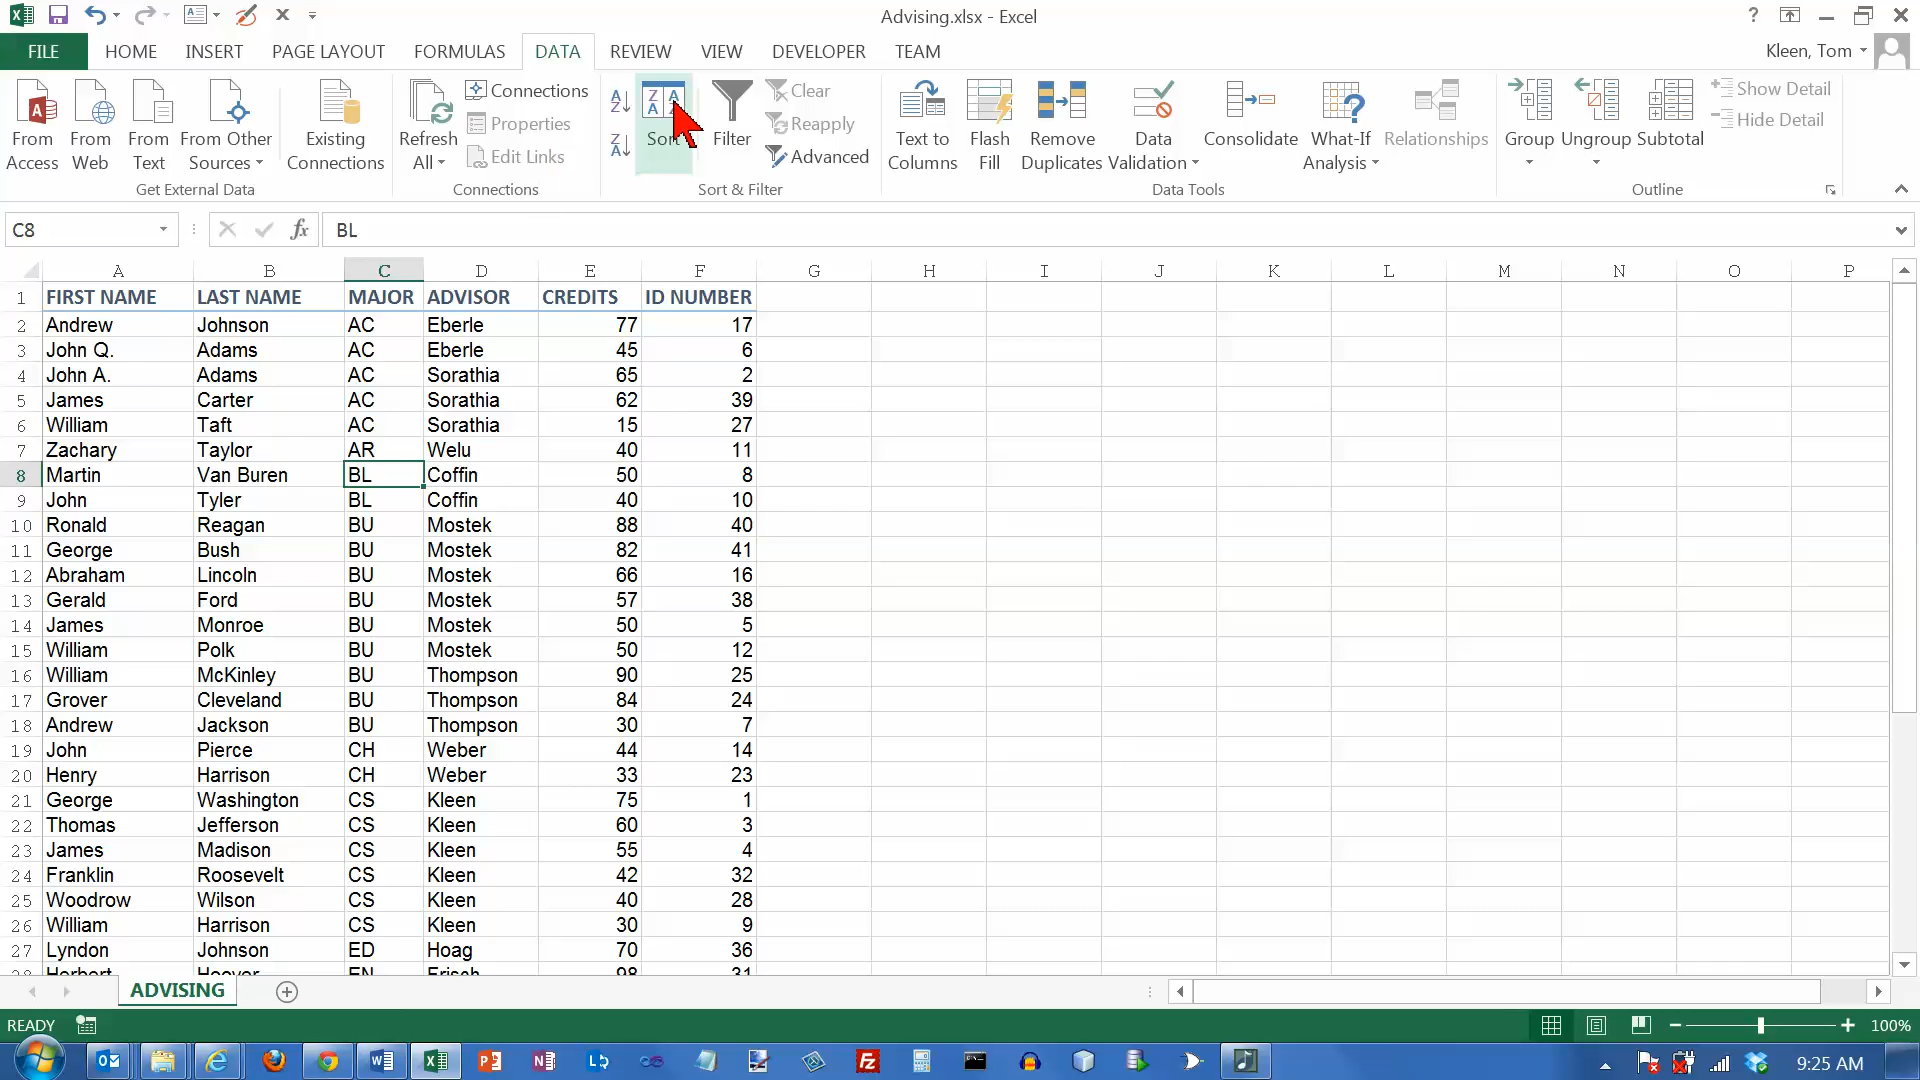 Advising.xlsx - Excel
FILE HOME INSERT PAGE LAYOUT FORMULAS DATA REVIEW VIEW DEVELOPER TEAM Kleen, Tom
From Access
From Web
From Text
From Other Sources
Existing Connections
Get External Data
Refresh All
Connections
Properties
Edit Links
Connections
Sort
Filter
Clear
Reapply
Advanced
Sort & Filter
Text to Columns
Flash Fill
Remove Duplicates
Data Validation
Consolidate
What-If Analysis
Relationships
Data Tools
Group
Ungroup
Subtotal
Show Detail
Hide Detail
Outline
C8 fx BL
A B C D E F G H I J K L M N O P
1 FIRST NAME LAST NAME MAJOR ADVISOR CREDITS ID NUMBER
2 Andrew Johnson AC Eberle 77 17
3 John Q. Adams AC Eberle 45 6
4 John A. Adams AC Sorathia 65 2
5 James Carter AC Sorathia 62 39
6 William Taft AC Sorathia 15 27
7 Zachary Taylor AR Welu 40 11
8 Martin Van Buren BL Coffin 50 8
9 John Tyler BL Coffin 40 10
10 Ronald Reagan BU Mostek 88 40
11 George Bush BU Mostek 82 41
12 Abraham Lincoln BU Mostek 66 16
13 Gerald Ford BU Mostek 57 38
14 James Monroe BU Mostek 50 5
15 William Polk BU Mostek 50 12
16 William McKinley BU Thompson 90 25
17 Grover Cleveland BU Thompson 84 24
18 Andrew Jackson BU Thompson 30 7
19 John Pierce CH Weber 44 14
20 Henry Harrison CH Weber 33 23
21 George Washington CS Kleen 75 1
22 Thomas Jefferson CS Kleen 60 3
23 James Madison CS Kleen 55 4
24 Franklin Roosevelt CS Kleen 42 32
25 Woodrow Wilson CS Kleen 40 28
26 William Harrison CS Kleen 30 9
27 Lyndon Johnson ED Hoag 70 36
28 Herbert Hoover EN Frisch 98 31
ADVISING
READY 100%
9:25 AM